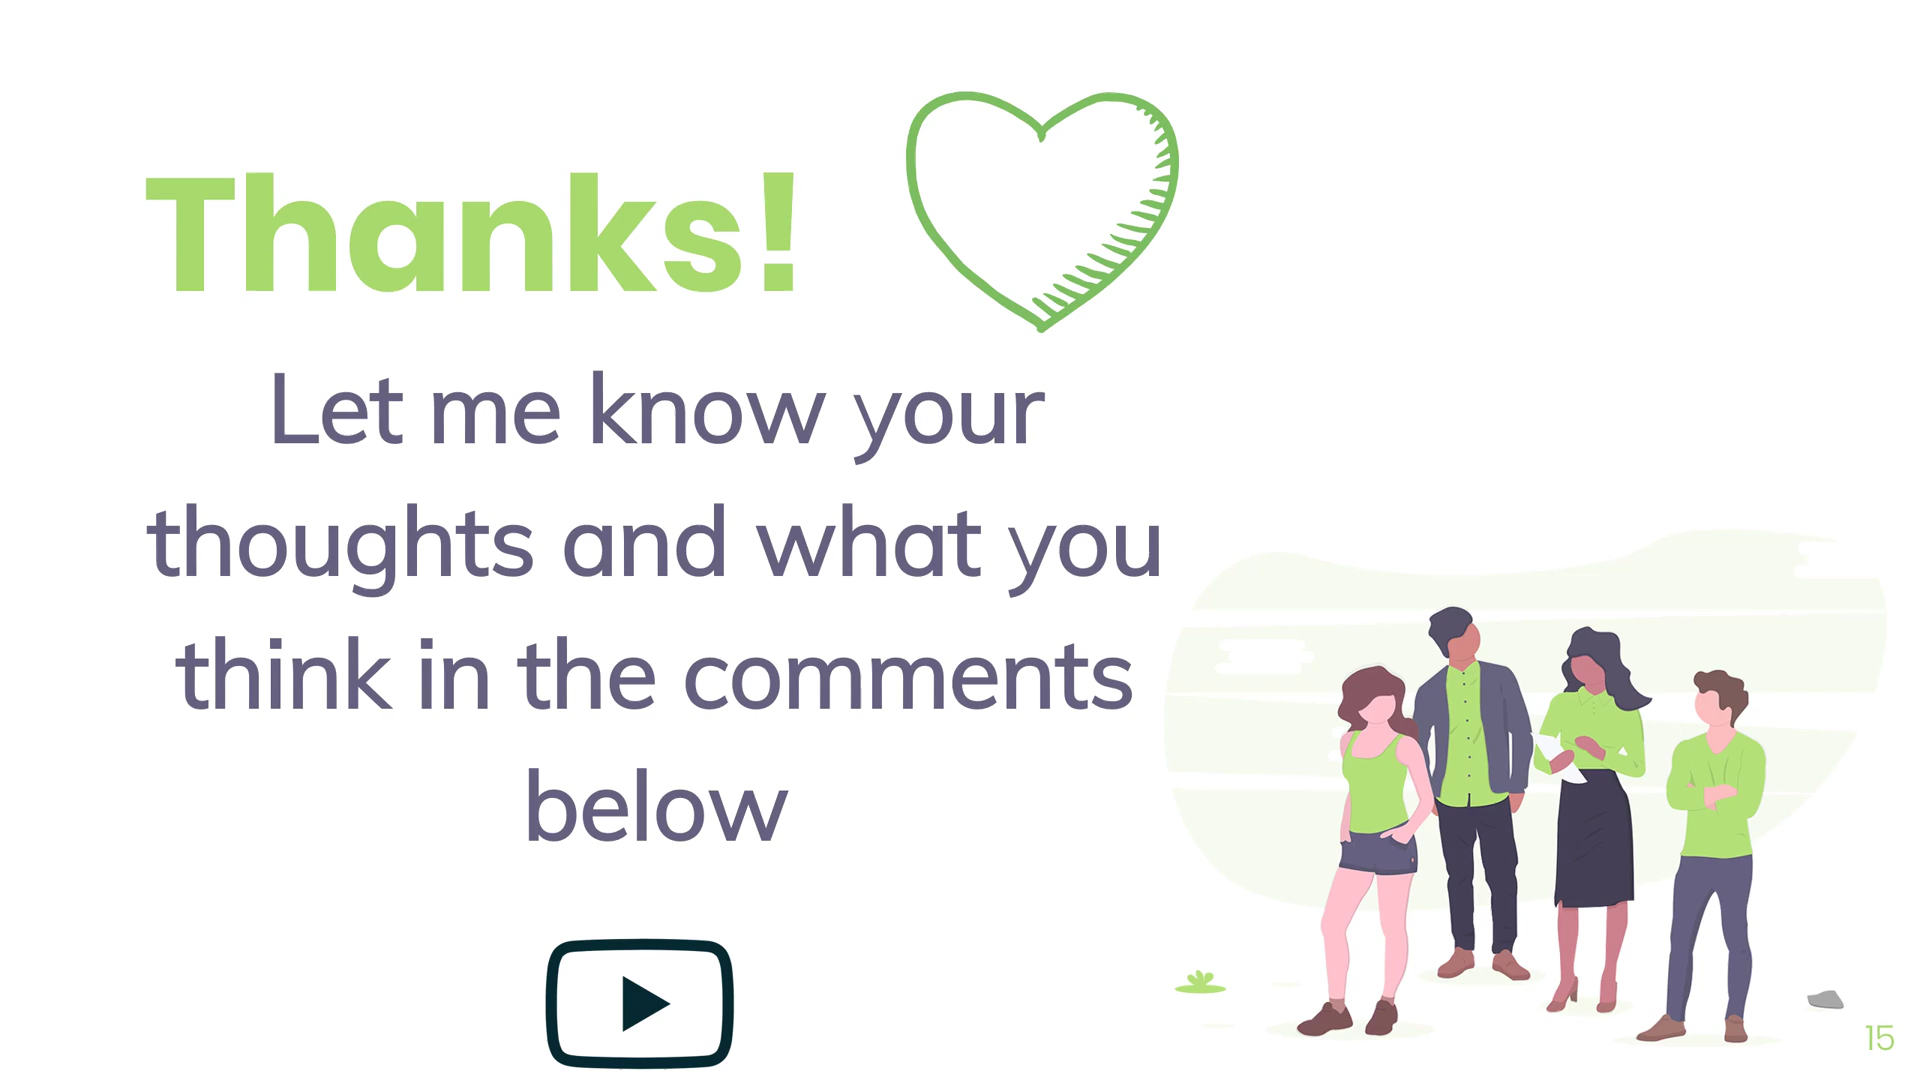 Thanks!
Let me know your
thoughts and what you
think in the comments
below
15